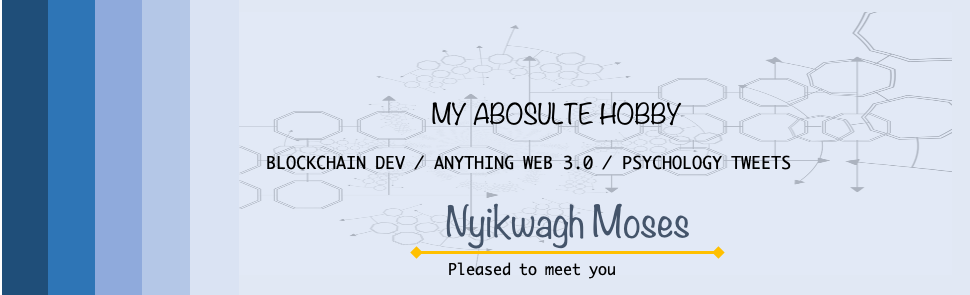 MY ABOSULTE HOBBY
BLOCKCHAIN DEV / ANYTHING WEB 3.0 / PSYCHOLOGY TWEETS
Nyikwagh Moses
Pleased to meet you